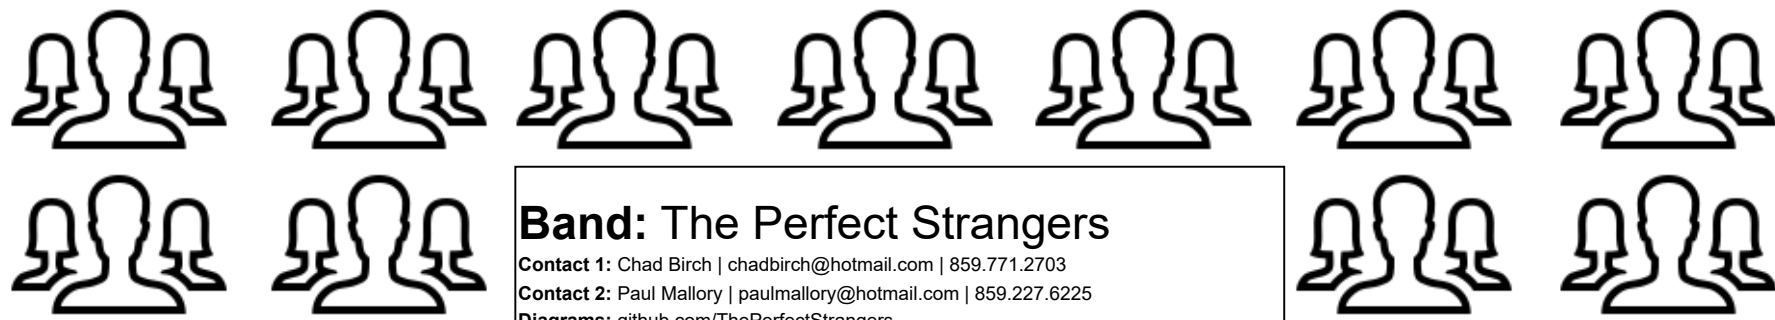 Band: The Perfect Strangers
Contact 1: Chad Birch | chadbirch@hotmail.com | 859.771.2703
Contact 2: Paul Mallory | paulmallory@hotmail.com | 859.227.6225
Diagrams: github.com/ThePerfectStrangers